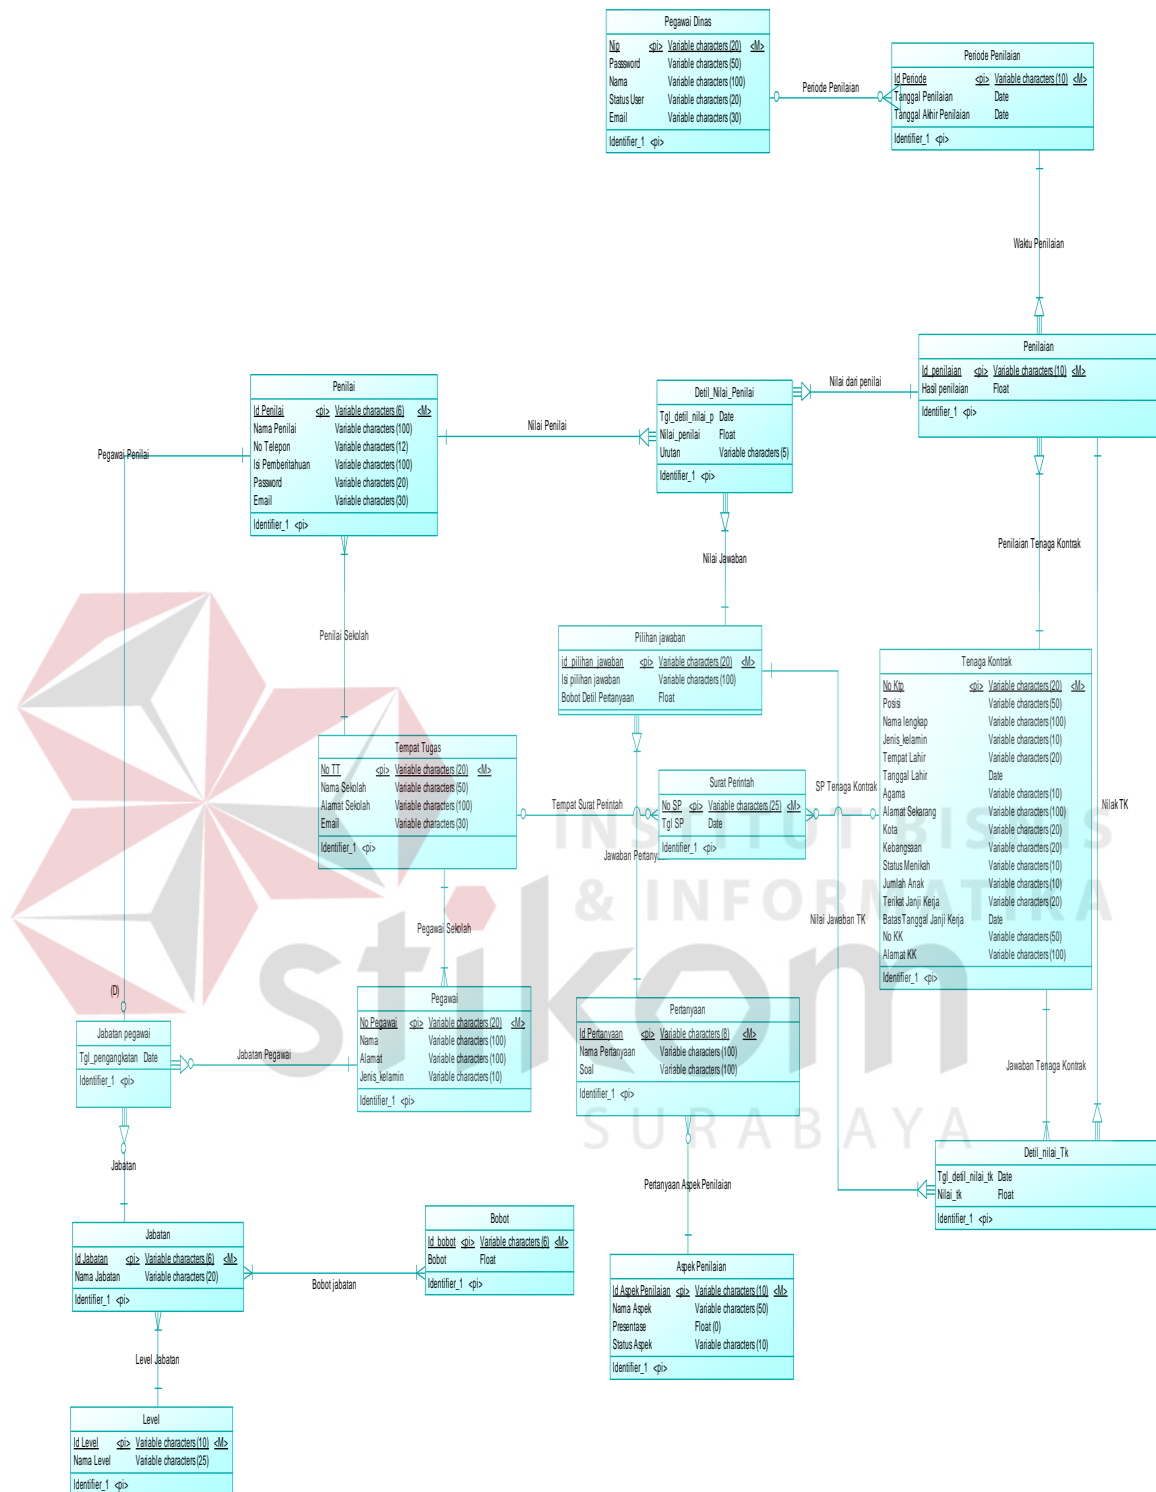 Pegawai Dinas
Nip <pi> Variable characters (20) <M>
Passsword Variable characters (50)
Nama Variable characters (100)
Status User Variable characters (20)
Email Variable characters (30)
Identifier_1 <pi>
Periode Penilaian
Periode Penilaian
Id Periode <pi> Variable characters (10) <M>
Tanggal Penilaian Date
Tanggal Akhir Penilaian Date
Identifier_1 <pi>
Waktu Penilaian
Penilaian
Id_penilaian <pi> Variable characters (10) <M>
Hasil penilaian Float
Identifier_1 <pi>
Nilai dari penilai
Detil_Nilai_Penilai
Tgl_detil_nilai_p Date
Nilai_penilai Float
Urutan Variable characters (5)
Identifier_1 <pi>
Nilai Penilai
Penilai
Id Penilai <pi> Variable characters (6) <M>
Nama Penilai Variable characters (100)
No Telepon Variable characters (12)
Isi Pemberitahuan Variable characters (100)
Password Variable characters (20)
Email Variable characters (30)
Identifier_1 <pi>
Pegawai Penilai
Penilaian Tenaga Kontrak
Nilai Jawaban
Penilai Sekolah
Pilihan jawaban
id_pilihan_jawaban <pi> Variable characters (20) <M>
Isi pilihan jawaban Variable characters (100)
Bobot Detil Pertanyaan Float
Identifier_1 <pi>
Tenaga Kontrak
No Ktp <pi> Variable characters (20) <M>
Posisi Variable characters (50)
Nama lengkap Variable characters (100)
Jenis_kelamin Variable characters (10)
Tempat Lahir Variable characters (20)
Tanggal Lahir Date
Agama Variable characters (10)
Alamat Sekarang Variable characters (100)
Kota Variable characters (20)
Kebangsaan Variable characters (20)
Status Menikah Variable characters (10)
Jumlah Anak Variable characters (10)
Terikat Janji Kerja Variable characters (20)
Batas Tanggal Janji Kerja Date
No KK Variable characters (50)
Alamat KK Variable characters (100)
Identifier_1 <pi>
Tempat Tugas
No TT <pi> Variable characters (20) <M>
Nama Sekolah Variable characters (50)
Alamat Sekolah Variable characters (100)
Email Variable characters (30)
Identifier_1 <pi>
Tempat Surat Perintah
Surat Perintah
No SP <pi> Variable characters (25) <M>
Tgl SP Date
Identifier_1 <pi>
SP Tenaga Kontrak
Nilak TK
INSTITUT BISNIS
& INFORMATIKA
stikom
SURABAYA
Jawaban Pertany...
Nilai Jawaban TK
Pegawai Sekolah
(D)
Jabatan pegawai
Tgl_pengangkatan Date
Identifier_1 <pi>
Jabatan Pegawai
Pegawai
No Pegawai <pi> Variable characters (20) <M>
Nama Variable characters (100)
Alamat Variable characters (100)
Jenis_kelamin Variable characters (10)
Identifier_1 <pi>
Pertanyaan
Id Pertanyaan <pi> Variable characters (8) <M>
Nama Pertanyaan Variable characters (100)
Soal Variable characters (100)
Identifier_1 <pi>
Jawaban Tenaga Kontrak
Detil_nilai_Tk
Tgl_detil_nilai_tk Date
Nilai_tk Float
Identifier_1 <pi>
Jabatan
Pertanyaan Aspek Penilaian
Jabatan
Id Jabatan <pi> Variable characters (6) <M>
Nama Jabatan Variable characters (20)
Identifier_1 <pi>
Bobot jabatan
Bobot
Id_bobot <pi> Variable characters (6) <M>
Bobot Float
Identifier_1 <pi>
Aspek Penilaian
Id Aspek Penilaian <pi> Variable characters (10) <M>
Nama Aspek Variable characters (50)
Presentase Float (0)
Status Aspek Variable characters (10)
Identifier_1 <pi>
Level Jabatan
Level
Id Level <pi> Variable characters (10) <M>
Nama Level Variable characters (25)
Identifier_1 <pi>